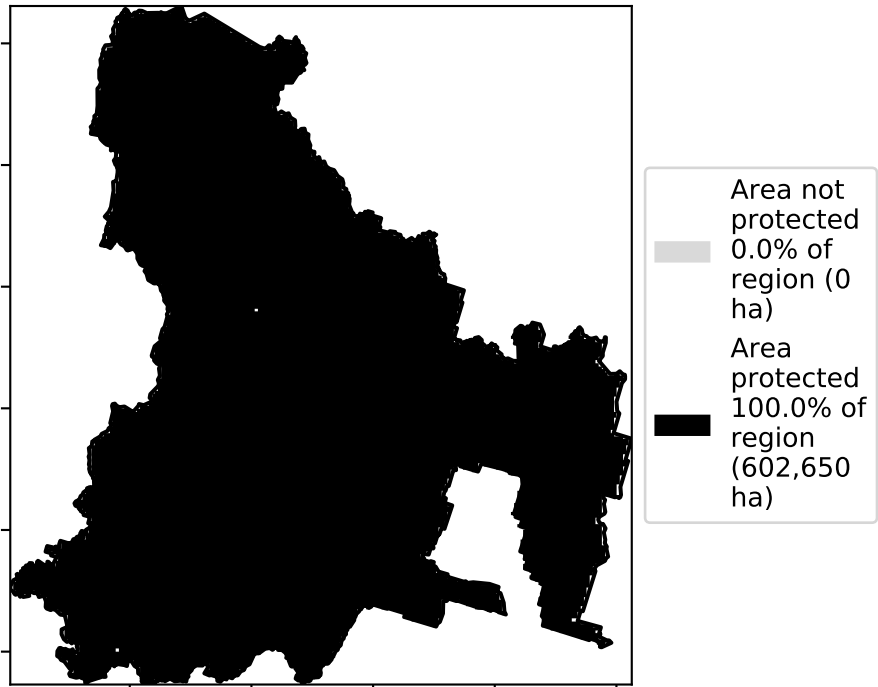 Area not
protected
0.0% of
region (0
ha)
Area
protected
100.0% of
region
(602,650
ha)